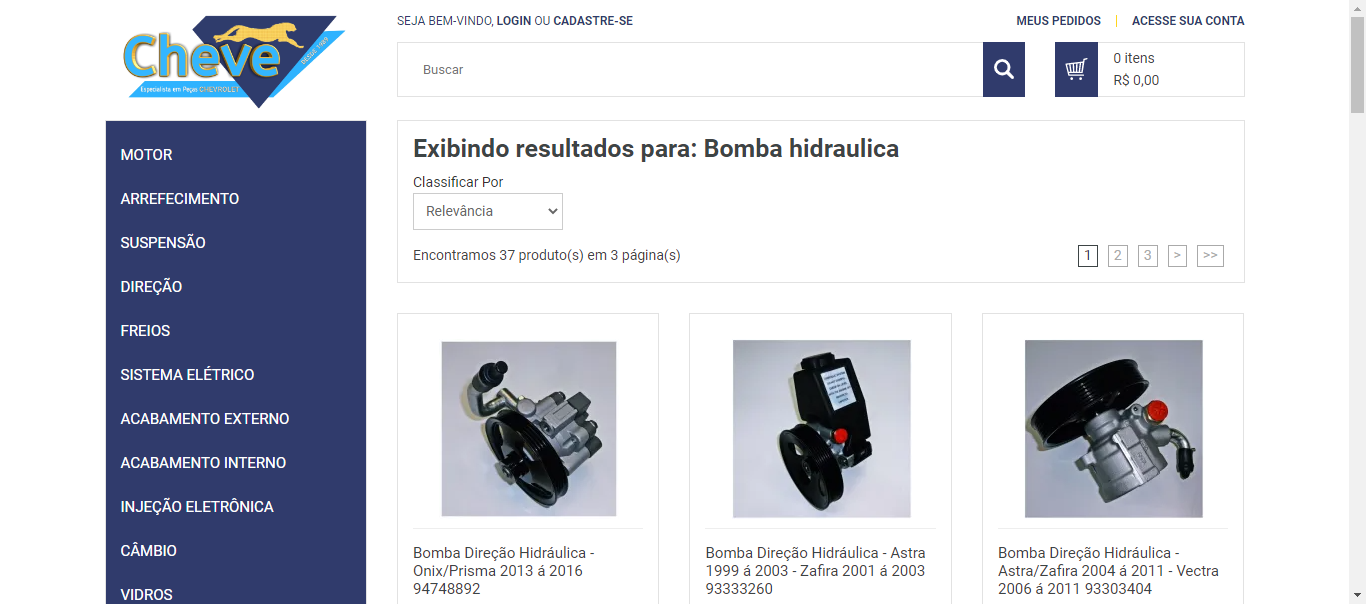 Cheve
DESDE 1989
Especialista em Peças CHEVROLET
SEJA BEM-VINDO, LOGIN OU CADASTRE-SE
MEUS PEDIDOS | ACESSE SUA CONTA
Buscar
0 itens
R$ 0,00
MOTOR
ARREFECIMENTO
SUSPENSÃO
DIREÇÃO
FREIOS
SISTEMA ELÉTRICO
ACABAMENTO EXTERNO
ACABAMENTO INTERNO
INJEÇÃO ELETRÔNICA
CÂMBIO
VIDROS
Exibindo resultados para: Bomba hidraulica
Classificar Por
Relevância
Encontramos 37 produto(s) em 3 página(s)
1 2 3 > >>
Bomba Direção Hidráulica -
Onix/Prisma 2013 á 2016
94748892
Bomba Direção Hidráulica - Astra
1999 á 2003 - Zafira 2001 á 2003
93333260
Bomba Direção Hidráulica -
Astra/Zafira 2004 á 2011 - Vectra
2006 á 2011 93303404